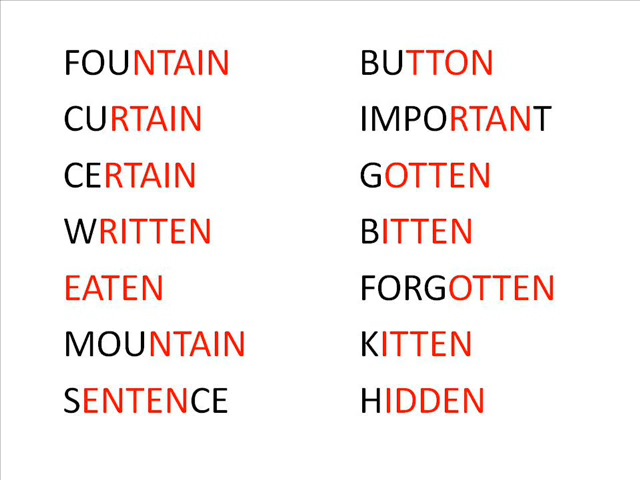 FOUNTAIN
CURTAIN
CERTAIN
WRITTEN
EATEN
MOUNTAIN
SENTENCE
BUTTON
IMPORTANT
GOTTEN
BITTEN
FORGOTTEN
KITTEN
HIDDEN